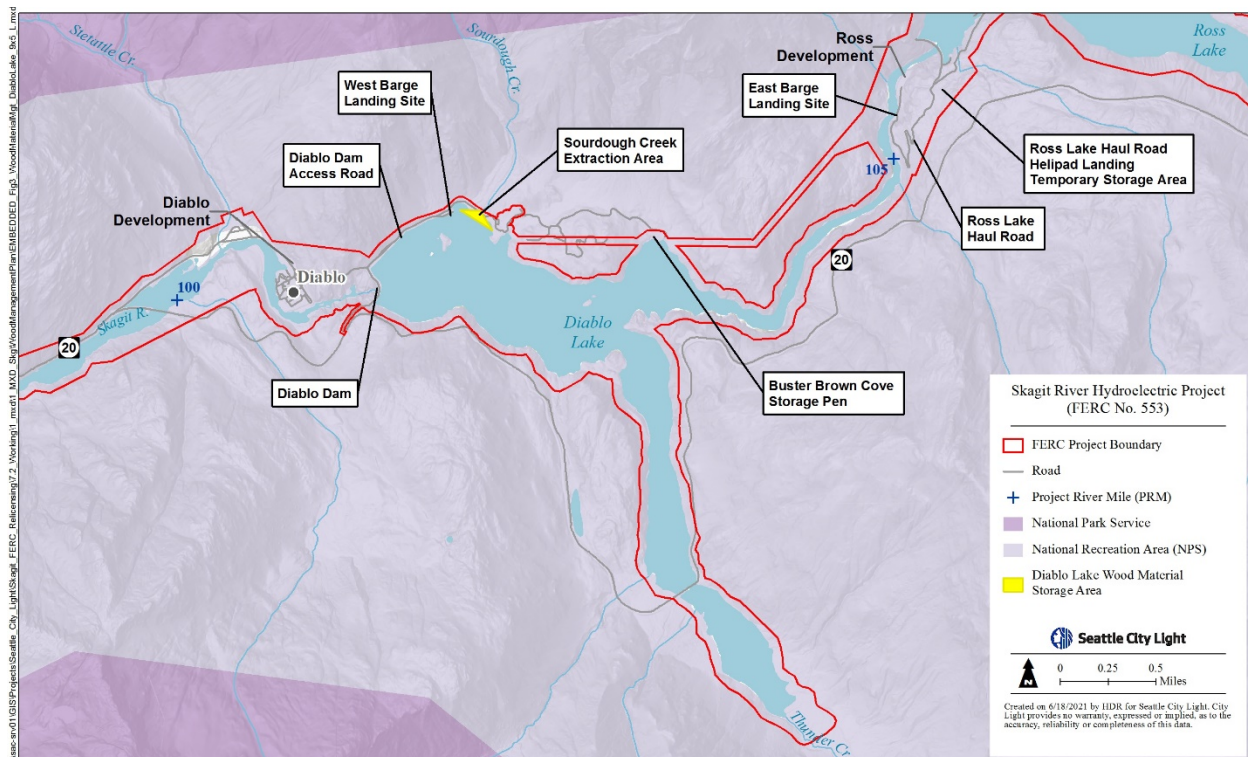 Stetattle Cr.
Sourdough Cr.
Ross
Development
Ross
Lake
West Barge
Landing Site
East Barge
Landing Site
Sourdough Creek
Extraction Area
Diablo Dam
Access Road
Ross Lake Haul Road
Helipad Landing
Temporary Storage Area
105
Diablo
Development
Ross Lake
Haul Road
20
Diablo
100
Skagit R.
Diablo
Lake
20
Diablo Dam
Buster Brown Cove
Storage Pen
Thunder Cr.
Skagit River Hydroelectric Project
(FERC No. 553)
FERC Project Boundary
Road
Project River Mile (PRM)
National Park Service
National Recreation Area (NPS)
Diablo Lake Wood Material
Storage Area
Seattle City Light
N
0 0.25 0.5
Miles
Created on 6/18/2021 by HDR for Seattle City Light. City
Light provides no warranty, expressed or implied, as to the
accuracy, reliability or completeness of this data.